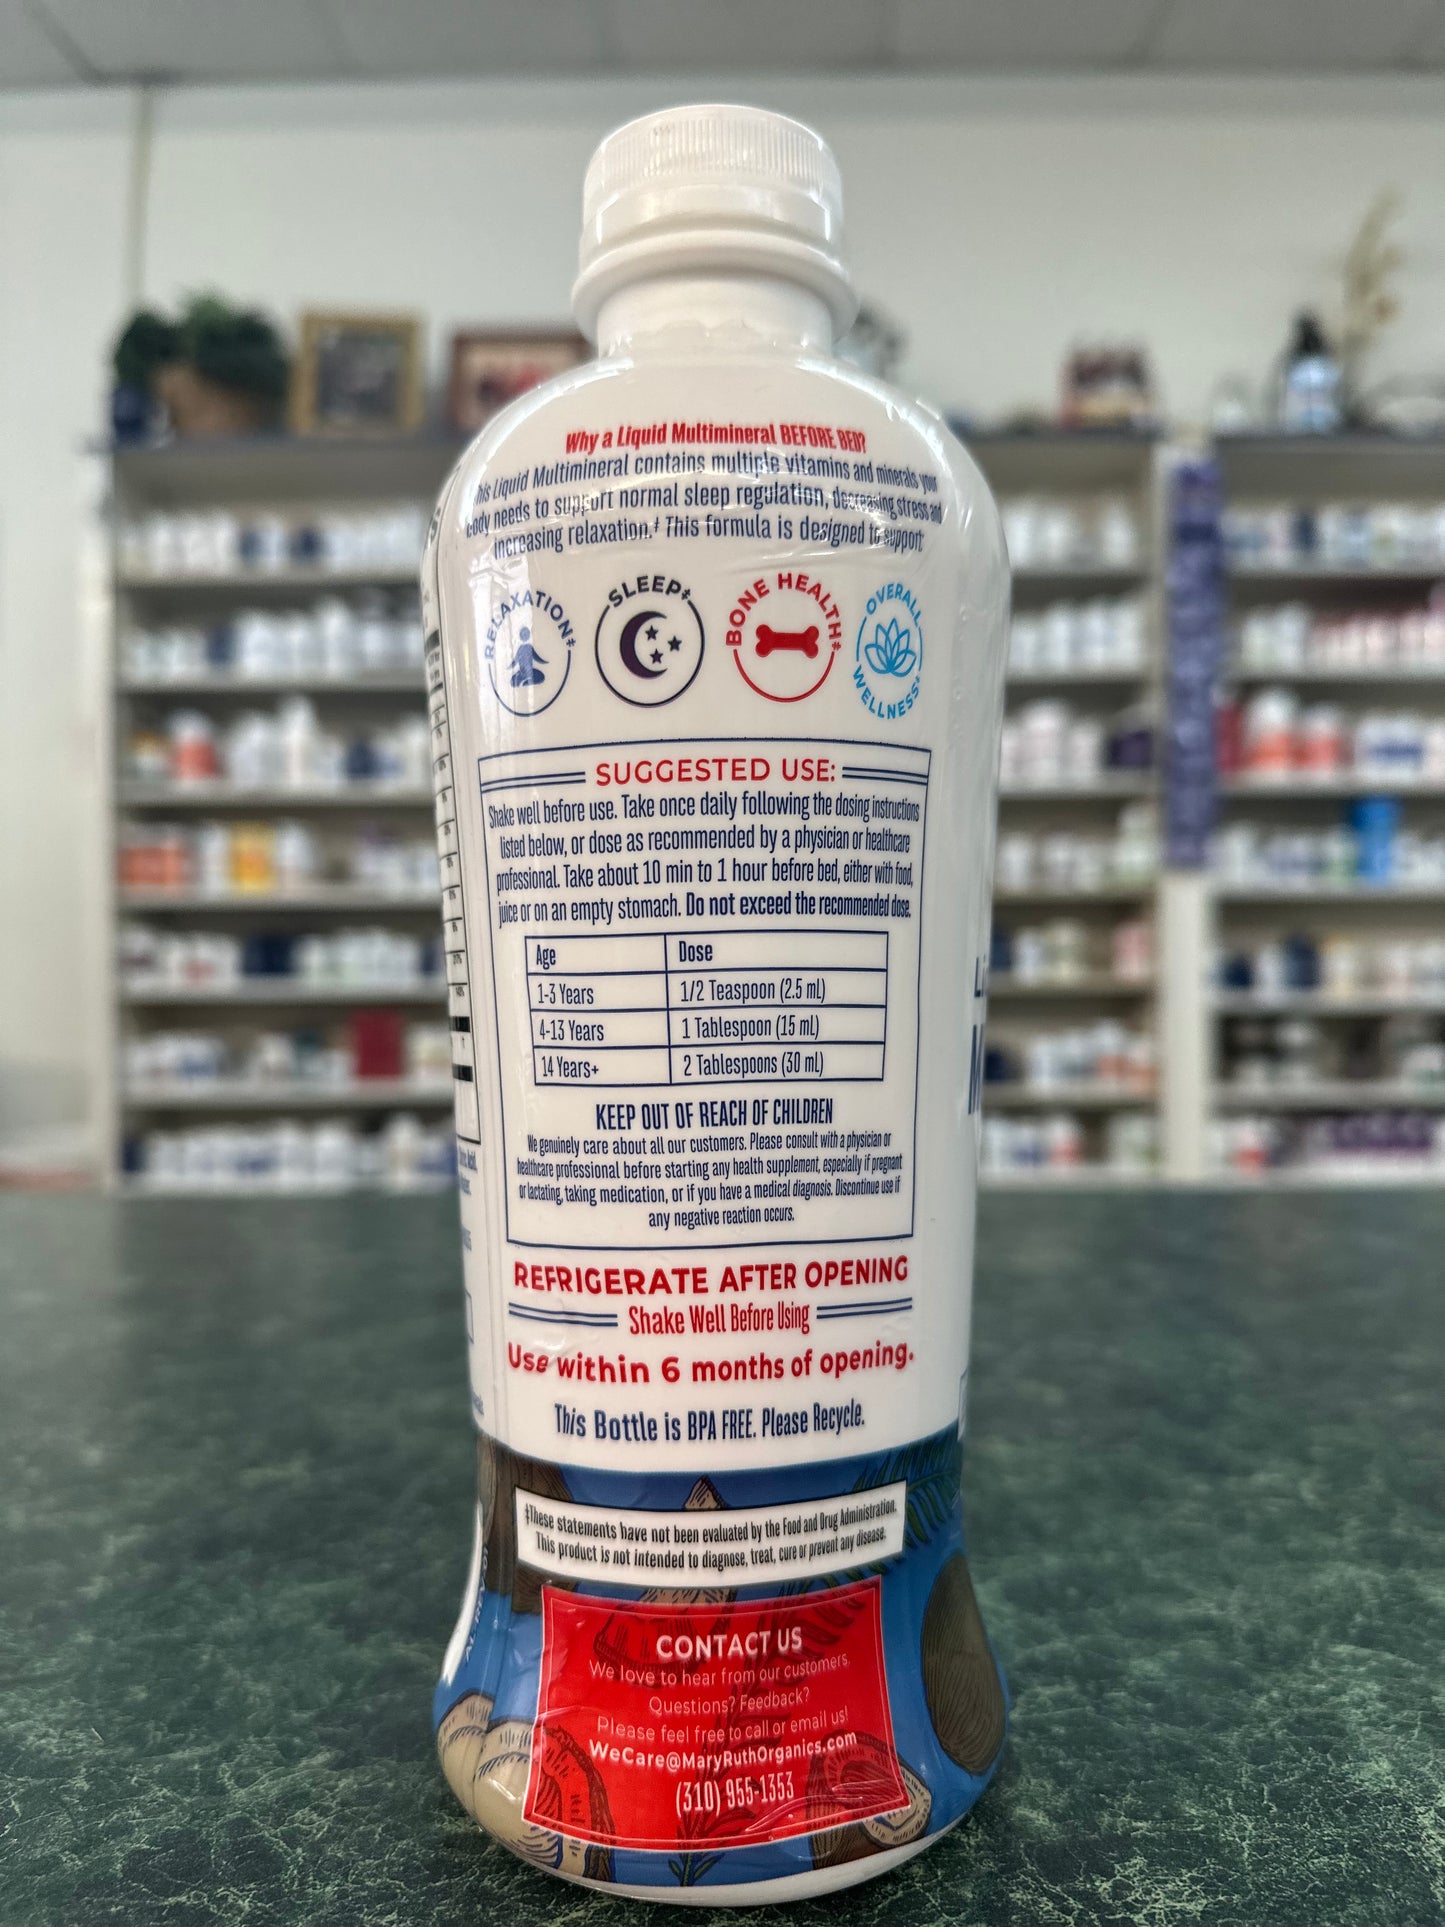 Why a Liquid Multimineral BEFORE BED?
This Liquid Multimineral contains multiple vitamins and minerals your
body needs to support normal sleep regulation, decreasing stress and
increasing relaxation.‡ This formula is designed to support:
RELAXATION‡
SLEEP‡
BONE HEALTH‡
OVERALL WELLNESS‡
SUGGESTED USE:
Shake well before use. Take once daily following the dosing instructions
listed below, or dose as recommended by a physician or healthcare
professional. Take about 10 min to 1 hour before bed, either with food,
juice or on an empty stomach. Do not exceed the recommended dose.
Age Dose
1-3 Years 1/2 Teaspoon (2.5 mL)
4-13 Years 1 Tablespoon (15 mL)
14 Years+ 2 Tablespoons (30 mL)
KEEP OUT OF REACH OF CHILDREN
We genuinely care about all our customers. Please consult with a physician or
healthcare professional before starting any health supplement, especially if pregnant
or lactating, taking medication, or if you have a medical diagnosis. Discontinue use if
any negative reaction occurs.
REFRIGERATE AFTER OPENING
Shake Well Before Using
Use within 6 months of opening.
This Bottle is BPA FREE. Please Recycle.
‡These statements have not been evaluated by the Food and Drug Administration.
This product is not intended to diagnose, treat, cure or prevent any disease.
CONTACT US
We love to hear from our customers.
Questions? Feedback?
Please feel free to call or email us!
WeCare@MaryRuthOrganics.com
(310) 955-1353